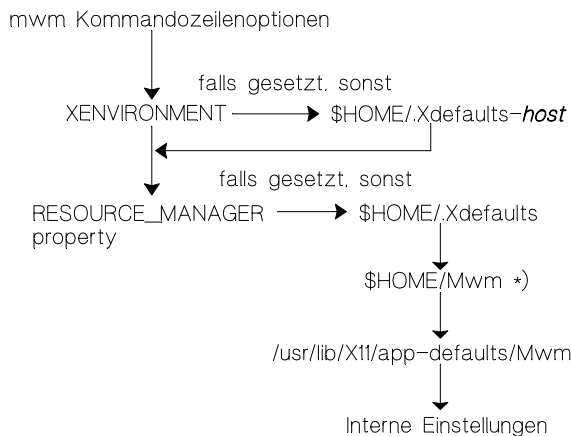 mwm Kommandozeilenoptionen
falls gesetzt, sonst
XENVIRONMENT
$HOME/.Xdefaults-host
falls gesetzt, sonst
RESOURCE_MANAGER
property
$HOME/.Xdefaults
$HOME/Mwm *)
/usr/lib/X11/app-defaults/Mwm
Interne Einstellungen